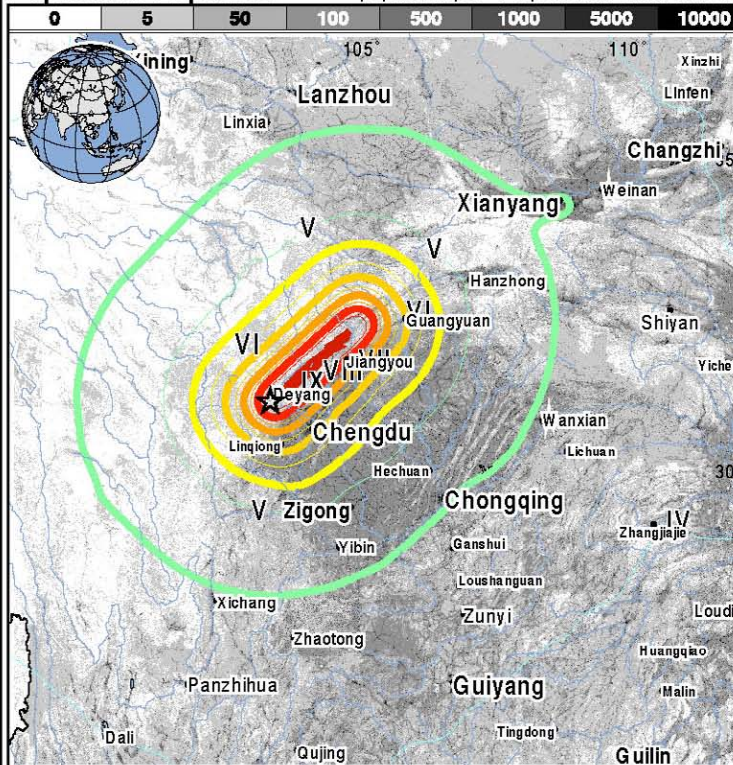 0 5 50 100 500 1000 5000 10000
105° 110°
Xinzhi
Lanzhou
Linfen
Linxia
Changzhi
Xianyang
Weinan
V
V
Hanzhong
VI
Guangyuan
Shiyan
VI
Jiangyou
IX
VIII
Deyang
Wanxian
Chengdu
Linqiong
Lichuan
Hechuan
30
Chongqing
V
Zigong
IV
Zhangjiajie
Yibin
Ganshui
Loushanguan
Xichang
Zunyi
Loudi
Zhaotong
Huangqiao
Panzhihua
Guiyang
Malin
Dali
Tingdong
Qujing
Guilin